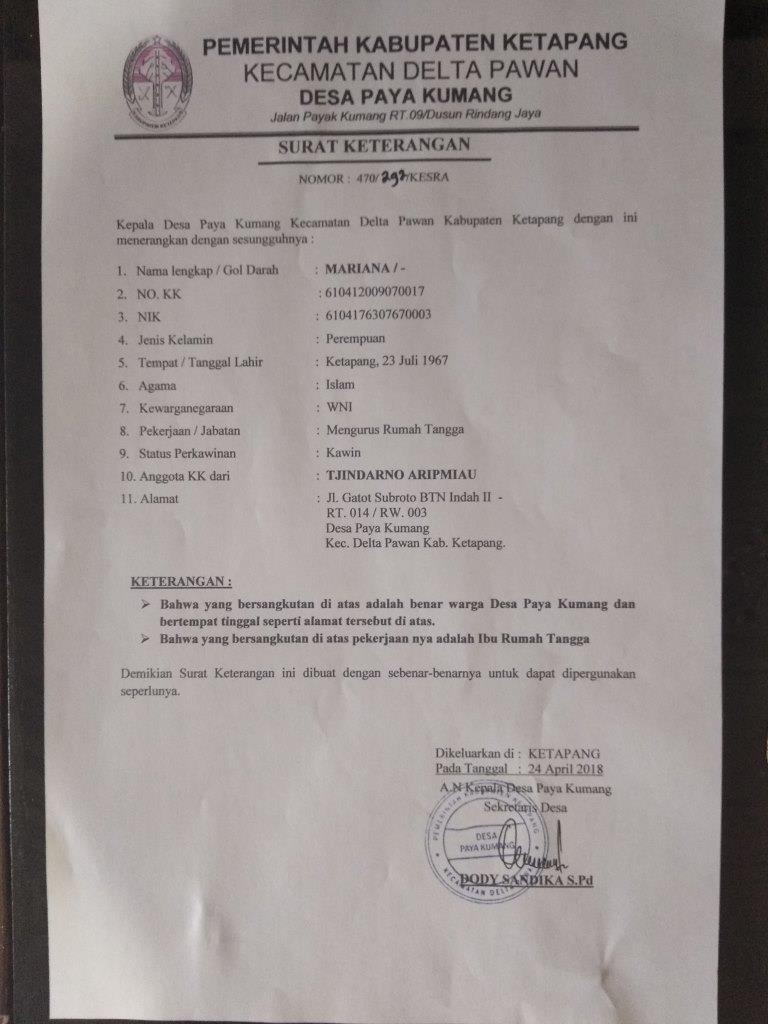 PEMERINTAH KABUPATEN KETAPANG
KECAMATAN DELTA PAWAN
DESA PAYA KUMANG
Jalan Payak Kumang RT.09/Dusun Rindang Jaya
SURAT KETERANGAN
NOMOR : 470/292/KESRA
Kepala Desa Paya Kumang Kecamatan Delta Pawan Kabupaten Ketapang dengan ini
menerangkan dengan sesungguhnya :
1. Nama lengkap / Gol Darah : MARIANA / -
2. NO. KK : 610412009070017
3. NIK : 6104176307670003
4. Jenis Kelamin : Perempuan
5. Tempat / Tanggal Lahir : Ketapang, 23 Juli 1967
6. Agama : Islam
7. Kewarganegaraan : WNI
8. Pekerjaan / Jabatan : Mengurus Rumah Tangga
9. Status Perkawinan : Kawin
10. Anggota KK dari : TJINDARNO ARIPMIAU
11. Alamat : Jl. Gatot Subroto BTN Indah II -
RT. 014 / RW. 003
Desa Paya Kumang
Kec. Delta Pawan Kab. Ketapang.
KETERANGAN :
➢ Bahwa yang bersangkutan di atas adalah benar warga Desa Paya Kumang dan
bertempat tinggal seperti alamat tersebut di atas.
➢ Bahwa yang bersangkutan di atas pekerjaan nya adalah Ibu Rumah Tangga
Demikian Surat Keterangan ini dibuat dengan sebenar-benarnya untuk dapat dipergunakan
seperlunya.
Dikeluarkan di : KETAPANG
Pada Tanggal : 24 April 2018
A.N Kepala Desa Paya Kumang
Sekretaris Desa
PEMERINTAH KABUPATEN KETAPANG
DESA
PAYA KUMANG
KECAMATAN DELTA PAWAN
DODY SANDIKA S.Pd